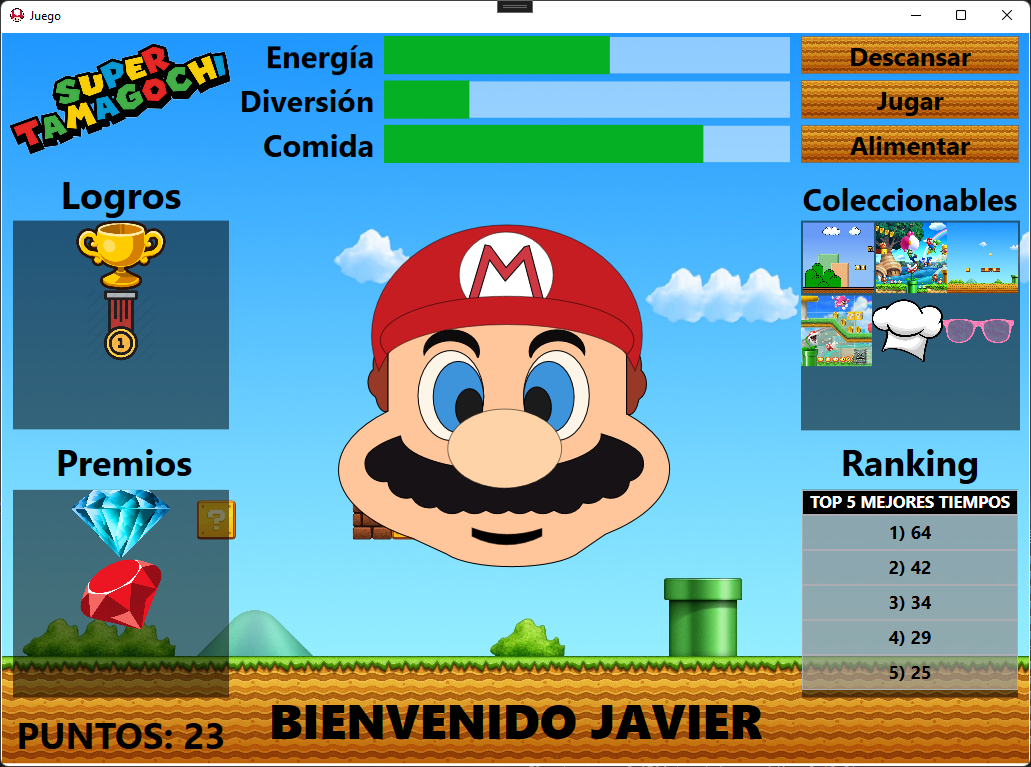 Juego
SUPER
TAMAGOCHI
Energía
Descansar
Diversión
Jugar
Comida
Alimentar
Logros
Coleccionables
M
1
Premios
Ranking
?
TOP 5 MEJORES TIEMPOS
1) 64
2) 42
3) 34
4) 29
5) 25
PUNTOS: 23
BIENVENIDO JAVIER